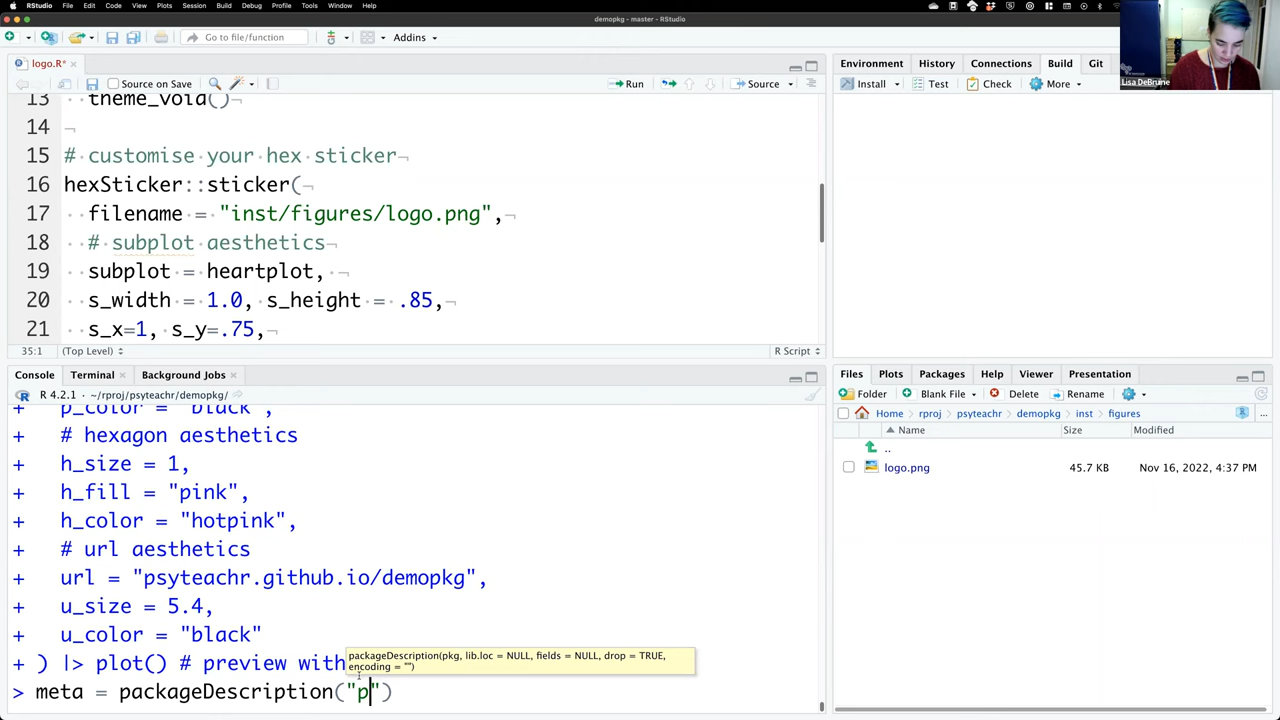 RStudio File Edit Code View Plots Session Build Debug Profile Tools Window Help
demopkg - master - RStudio
Go to file/function
Addins
logo.R*
Source on Save
Run
Source
13 theme_void()¬
14 ¬
15 #·customise·your·hex·sticker¬
16 hexSticker::sticker(·¬
17 ··filename·=·"inst/figures/logo.png",¬
18 ··#·subplot·aesthetics¬
19 ··subplot·=·heartplot,·¬
20 ··s_width·=·1.0,·s_height·=·.85,¬
21 ··s_x=1,·s_y=.75,¬
35:1 (Top Level) R Script
Console Terminal Background Jobs
R 4.2.1 · ~/rproj/psyteachr/demopkg/
+ p_color = "black",
+ # hexagon aesthetics
+ h_size = 1,
+ h_fill = "pink",
+ h_color = "hotpink",
+ # url aesthetics
+ url = "psyteachr.github.io/demopkg",
+ u_size = 5.4,
+ u_color = "black"
+ ) |> plot() # preview with
packageDescription(pkg, lib.loc = NULL, fields = NULL, drop = TRUE,
encoding = "")
> meta = packageDescription("p")
Environment History Connections Build Git
Install Test Check More
Files Plots Packages Help Viewer Presentation
Folder Blank File Delete Rename
Home rproj psyteachr demopkg inst figures ...
Name Size Modified
..
logo.png 45.7 KB Nov 16, 2022, 4:37 PM
Lisa DeBruine